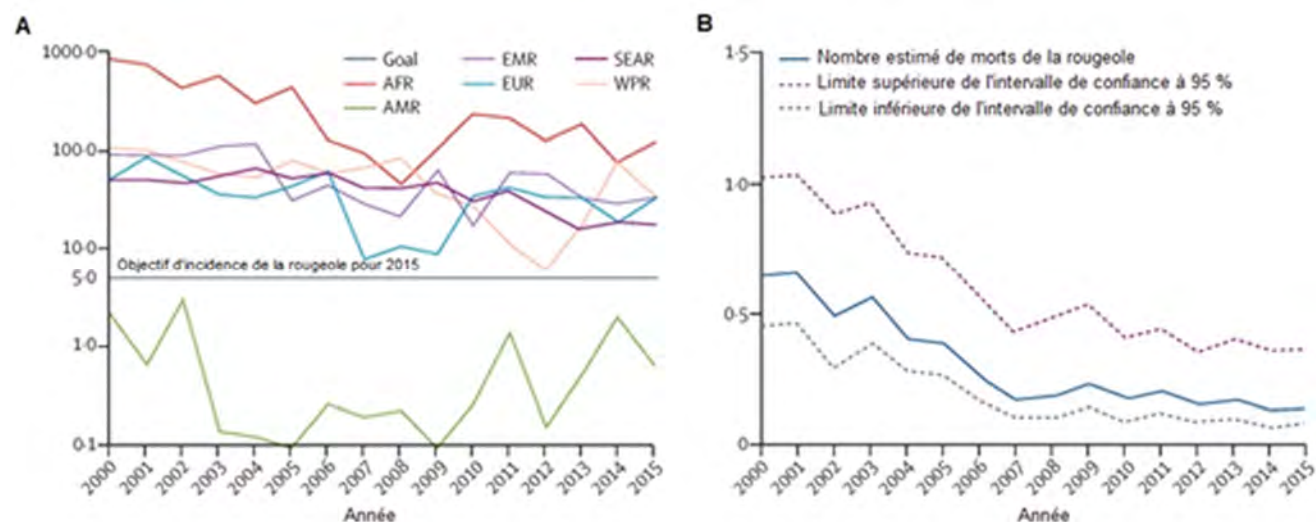 A
1000·0
100·0
10·0
5·0
1·0
0·1
Goal
AFR
AMR
EMR
EUR
SEAR
WPR
Objectif d'incidence de la rougeole pour 2015
2000 2001 2002 2003 2004 2005 2006 2007 2008 2009 2010 2011 2012 2013 2014 2015
Année
B
1·5
1·0
0·5
0
Nombre estimé de morts de la rougeole
Limite supérieure de l'intervalle de confiance à 95 %
Limite inférieure de l'intervalle de confiance à 95 %
2000 2001 2002 2003 2004 2005 2006 2007 2008 2009 2010 2011 2012 2013 2014 2015
Année